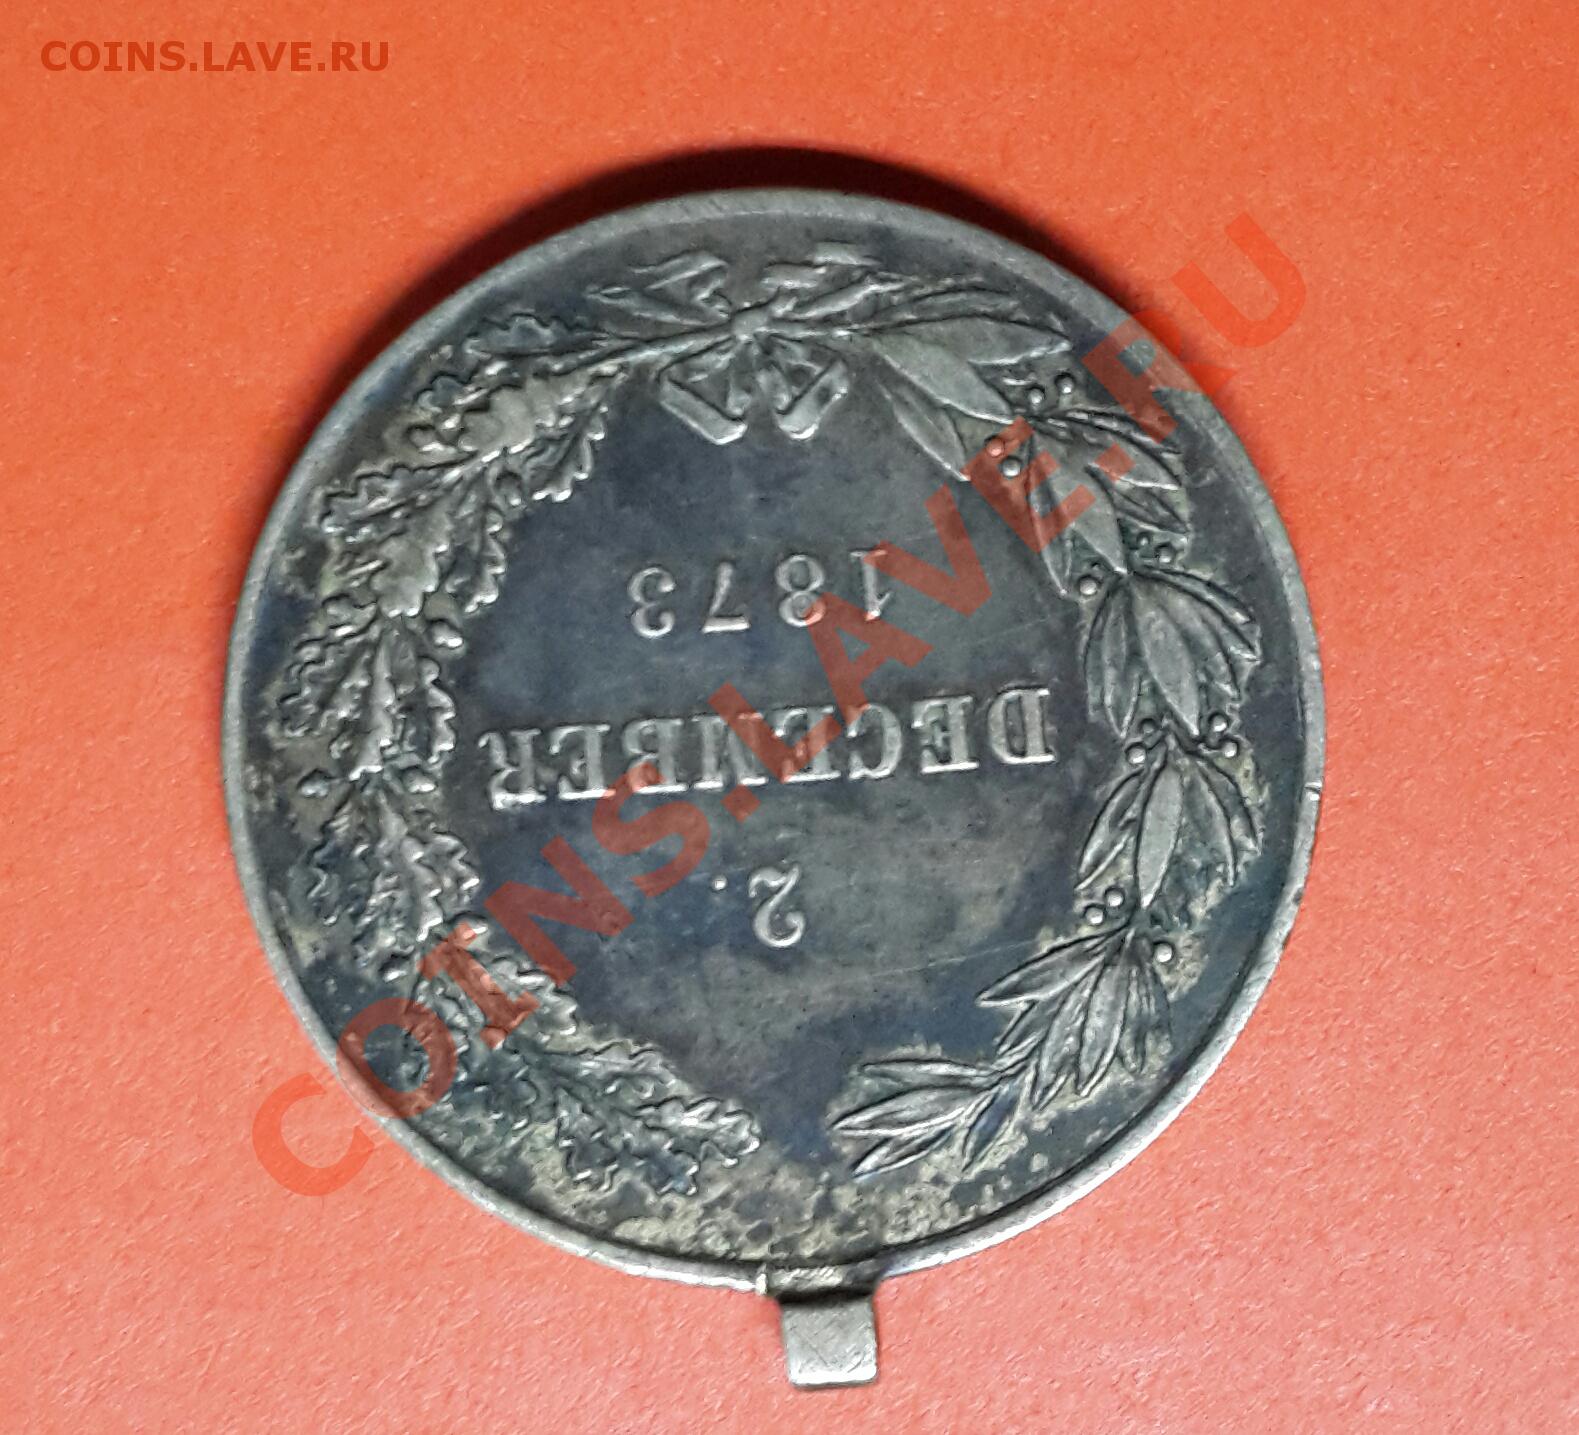 COINS.LAVE.RU
2.
DECEMBER
1873
COINS.LAVE.RU